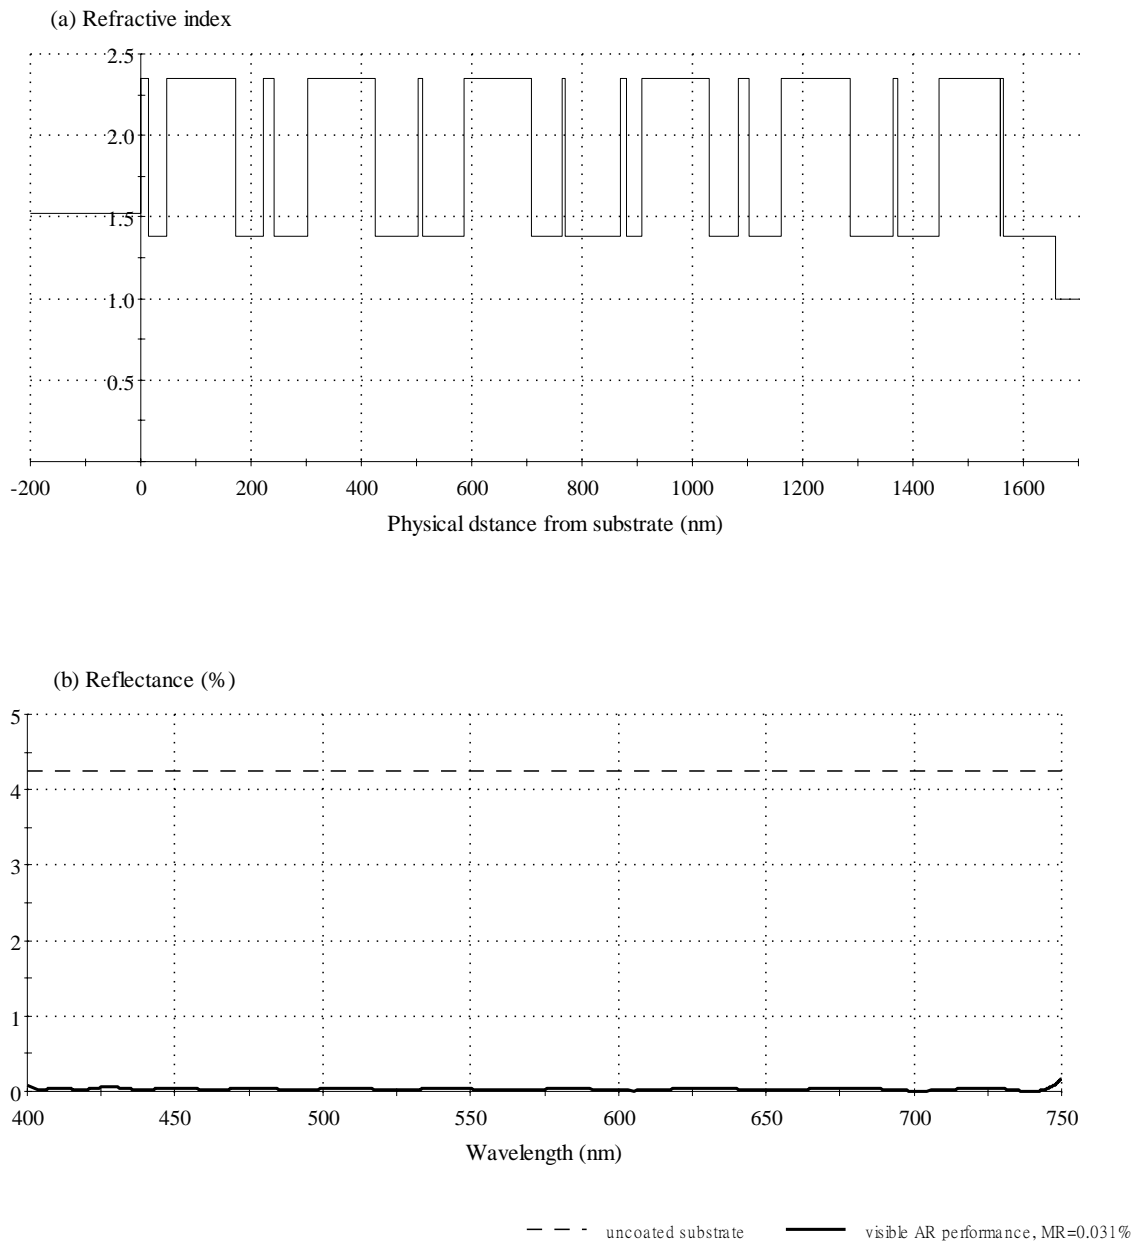 (a) Refractive index
2.5
2.0
1.5
1.0
0.5
-200 0 200 400 600 800 1000 1200 1400 1600
Physical dstance from substrate (nm)
(b) Reflectance (%)
5
4
3
2
1
0
400 450 500 550 600 650 700 750
Wavelength (nm)
uncoated substrate visible AR performance, MR=0.031%